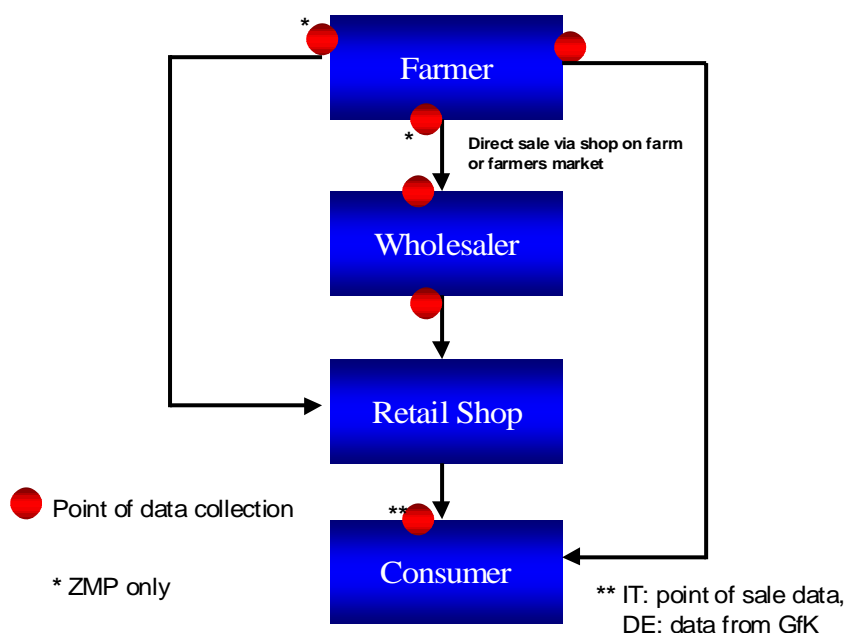 *
Farmer
*
Direct sale via shop on farm
or farmers market
Wholesaler
Retail Shop
Point of data collection
**
Consumer
* ZMP only
** IT: point of sale data,
DE: data from GfK